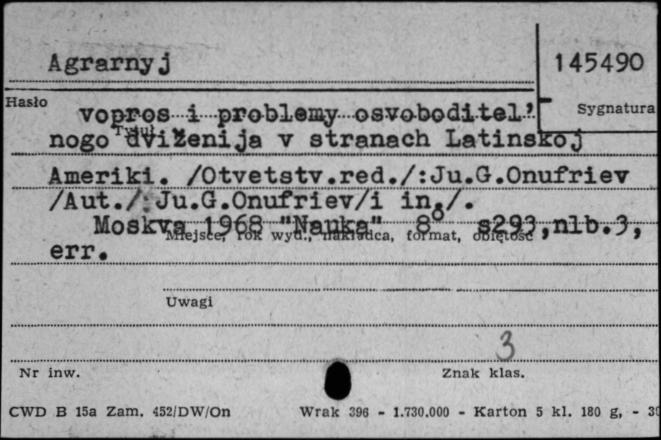 Agrarnyj
145490
Hasło
Sygnatura
vopros i problemy osvoboditel'
Tytuł
nogo dviženija v stranach Latinskoj
Ameriki. /Otvetstv.red./:Ju.G.Onufriev
/Aut./:Ju.G.Onufriev/i in./.
Moskva 1968 "Nauka" 8° s293,nlb.3,
Miejsce, rok wyd., nakładca, format, objętość
err.
Uwagi
3
Nr inw.
Znak klas.
CWD B 15a Zam. 452/DW/On Wrak 396 - 1.730.000 - Karton 5 kl. 180 g, - 30